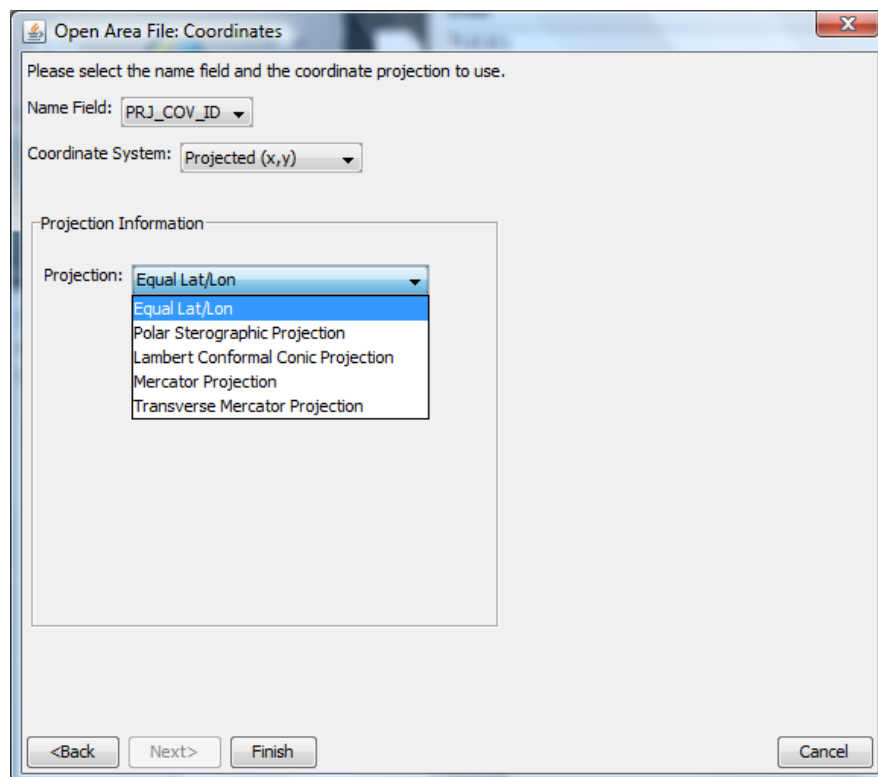 Open Area File: Coordinates
Please select the name field and the coordinate projection to use.
Name Field: PRJ_COV_ID
Coordinate System: Projected (x,y)
Projection Information
Projection: Equal Lat/Lon
Equal Lat/Lon
Polar Sterographic Projection
Lambert Conformal Conic Projection
Mercator Projection
Transverse Mercator Projection
<Back Next> Finish Cancel